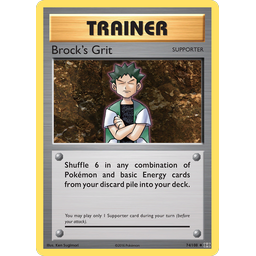 TRAINER
Brock's Grit
SUPPORTER
Shuffle 6 in any combination of
Pokémon and basic Energy cards
from your discard pile into your deck.
You may play only 1 Supporter card during your turn (before
your attack).